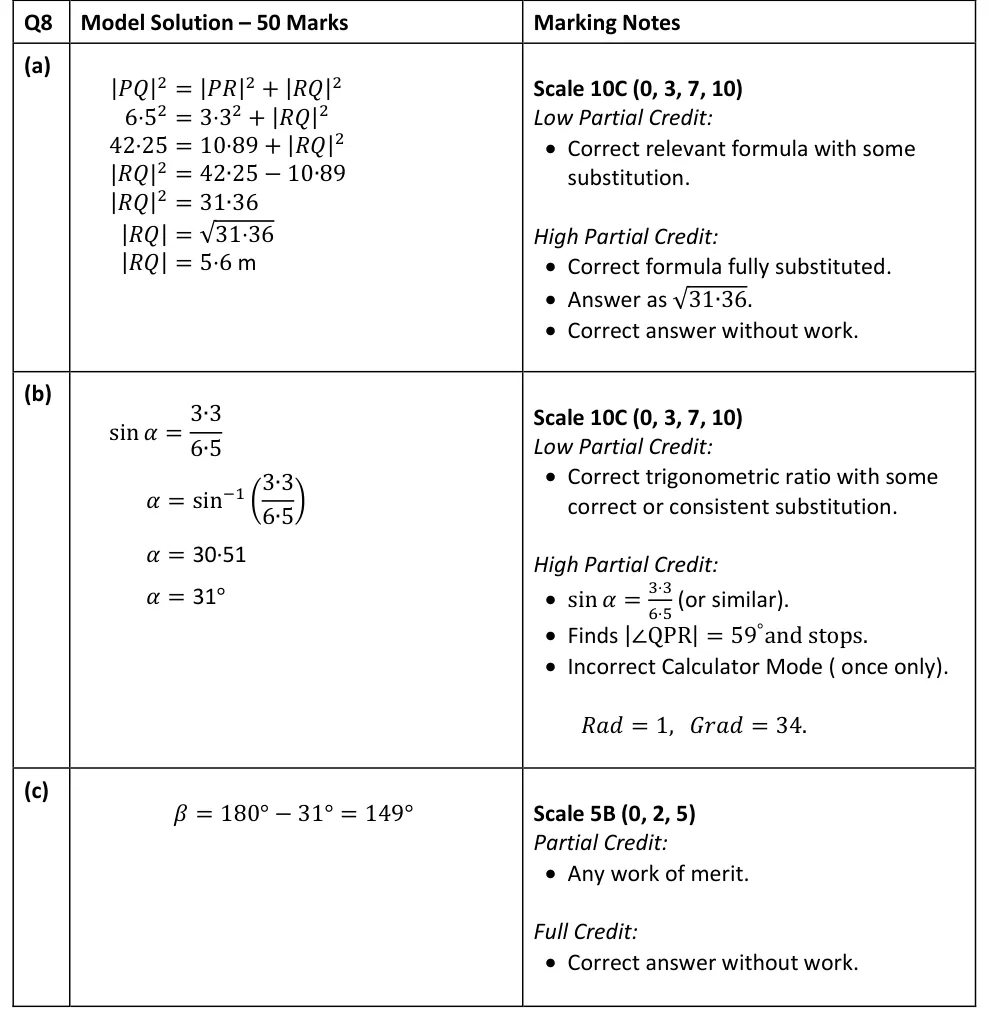 Q8 Model Solution – 50 Marks Marking Notes
(a)
|PQ|² = |PR|² + |RQ|²
6·5² = 3·3² + |RQ|²
42·25 = 10·89 + |RQ|²
|RQ|² = 42·25 − 10·89
|RQ|² = 31·36
|RQ| = √31·36
|RQ| = 5·6 m
Scale 10C (0, 3, 7, 10)
Low Partial Credit:
• Correct relevant formula with some
substitution.
High Partial Credit:
• Correct formula fully substituted.
• Answer as √31·36.
• Correct answer without work.
(b)
sin α = 3·3/6·5
α = sin⁻¹ (3·3/6·5)
α = 30·51
α = 31°
Scale 10C (0, 3, 7, 10)
Low Partial Credit:
• Correct trigonometric ratio with some
correct or consistent substitution.
High Partial Credit:
• sin α = 3·3/6·5 (or similar).
• Finds |∠QPR| = 59°and stops.
• Incorrect Calculator Mode ( once only).
Rad = 1, Grad = 34.
(c)
β = 180° − 31° = 149°
Scale 5B (0, 2, 5)
Partial Credit:
• Any work of merit.
Full Credit:
• Correct answer without work.